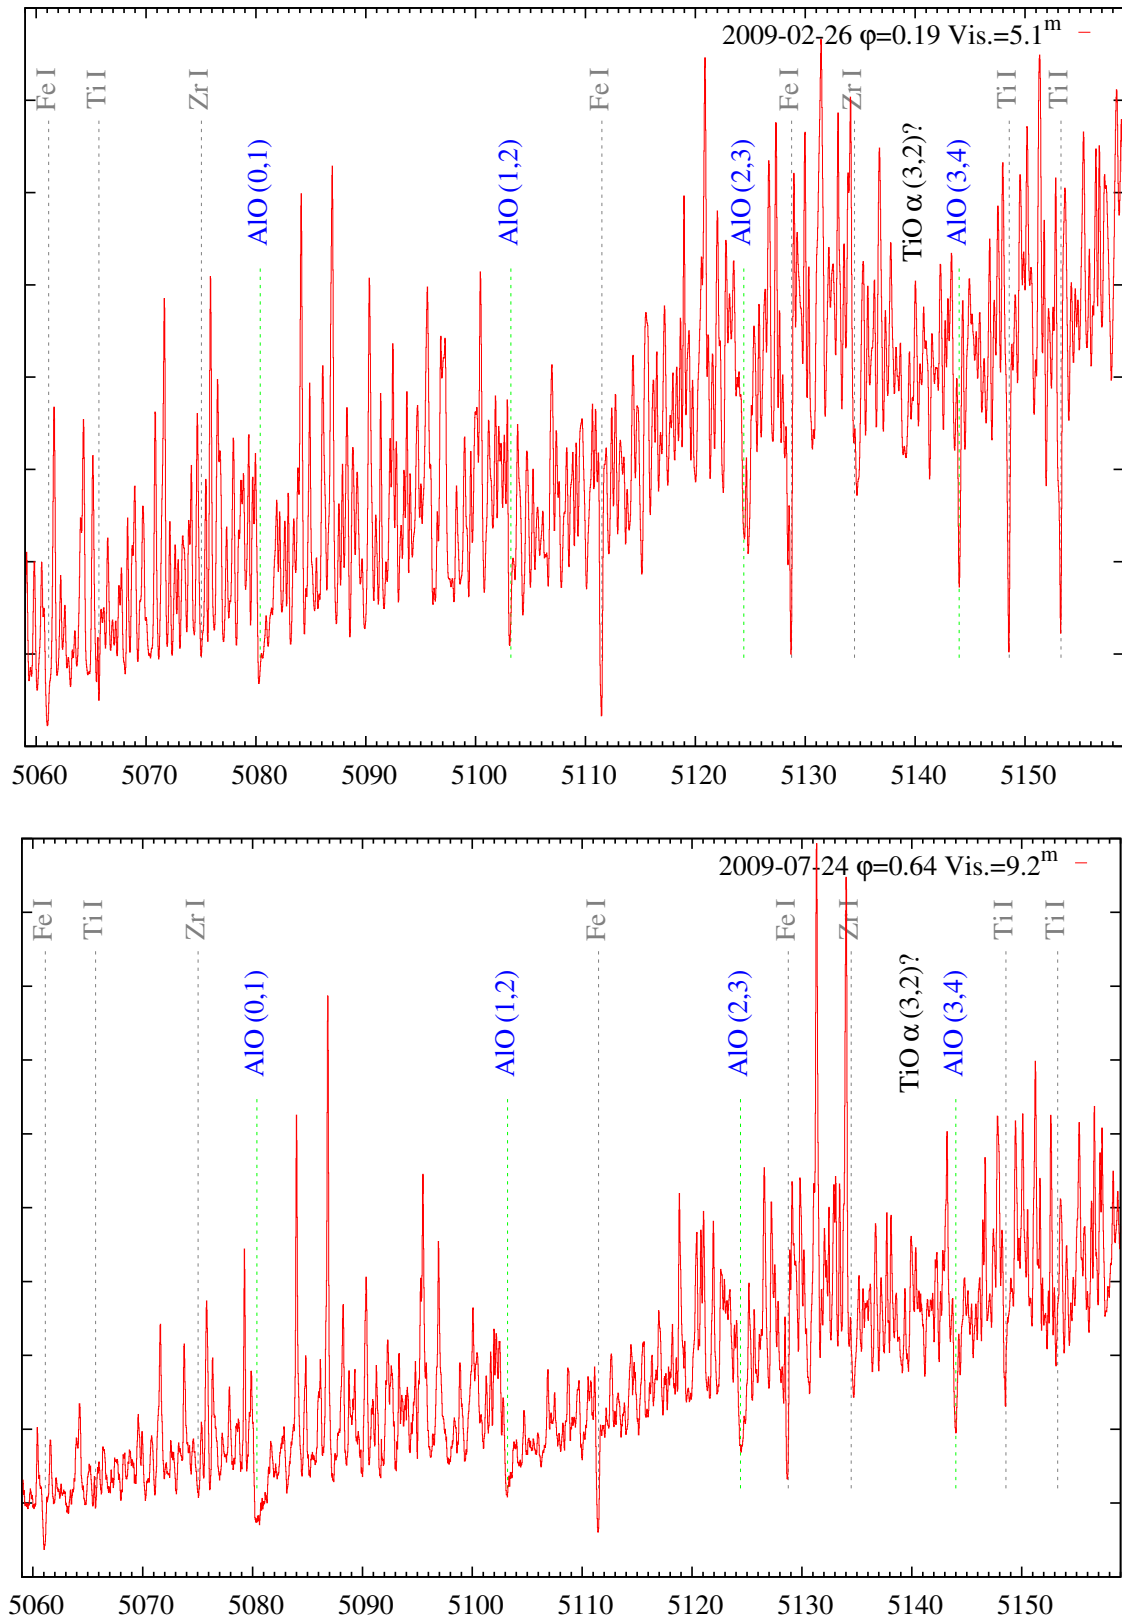 2009-02-26 φ=0.19 Vis.=5.1m
Fe I
Ti I
Zr I
AlO (0,1)
AlO (1,2)
Fe I
AlO (2,3)
Fe I
Zr I
TiO α (3,2)?
AlO (3,4)
Ti I
Ti I
5060 5070 5080 5090 5100 5110 5120 5130 5140 5150
2009-07-24 φ=0.64 Vis.=9.2m
Fe I
Ti I
Zr I
AlO (0,1)
AlO (1,2)
Fe I
AlO (2,3)
Fe I
Zr I
TiO α (3,2)?
AlO (3,4)
Ti I
Ti I
5060 5070 5080 5090 5100 5110 5120 5130 5140 5150